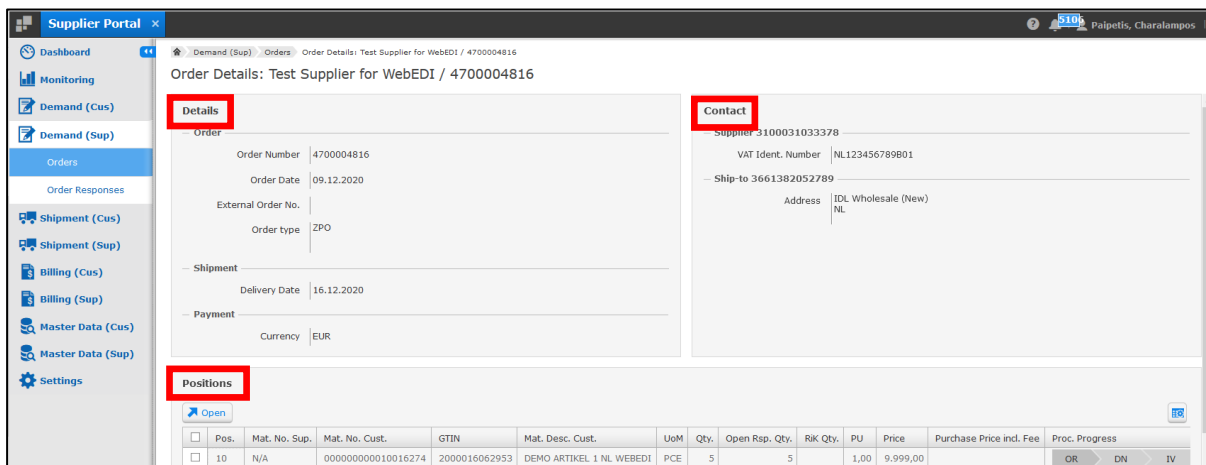 Supplier Portal ×
5106 Paipetis, Charalampos
Dashboard
Monitoring
Demand (Cus)
Demand (Sup)
Orders
Order Responses
Shipment (Cus)
Shipment (Sup)
Billing (Cus)
Billing (Sup)
Master Data (Cus)
Master Data (Sup)
Settings
Demand (Sup) Orders Order Details: Test Supplier for WebEDI / 4700004816
Order Details: Test Supplier for WebEDI / 4700004816
Details
Order
Order Number 4700004816
Order Date 09.12.2020
External Order No.
Order type ZPO
Shipment
Delivery Date 16.12.2020
Payment
Currency EUR
Contact
Supplier 3100031033378
VAT Ident. Number NL123456789B01
Ship-to 3661382052789
Address IDL Wholesale (New)
NL
Positions
Open
Pos. Mat. No. Sup. Mat. No. Cust. GTIN Mat. Desc. Cust. UoM Qty. Open Rsp. Qty. RiK Qty. PU Price Purchase Price incl. Fee Proc. Progress
10 N/A 000000000010016274 2000016062953 DEMO ARTIKEL 1 NL WEBEDI PCE 5 5 1,00 9.999,00 OR DN IV